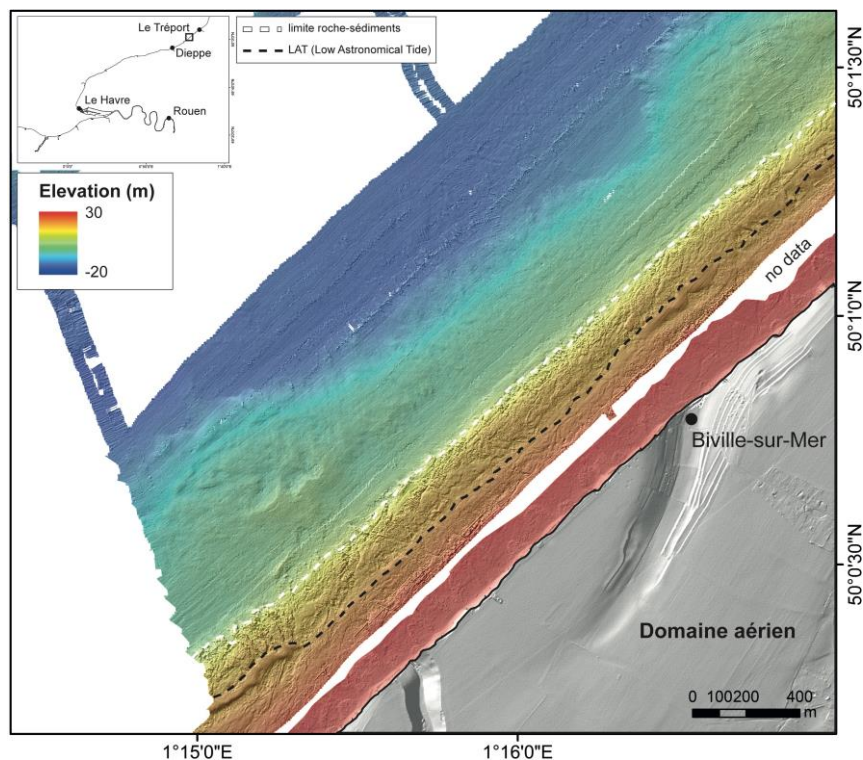 Le Tréport
Dieppe
Le Havre
Rouen
limite roche-sédiments
LAT (Low Astronomical Tide)
Elevation (m)
30
-20
no data
Biville-sur-Mer
Domaine aérien
0 100200 400
m
50°1'30"N
50°1'0"N
50°0'30"N
1°15'0"E
1°16'0"E